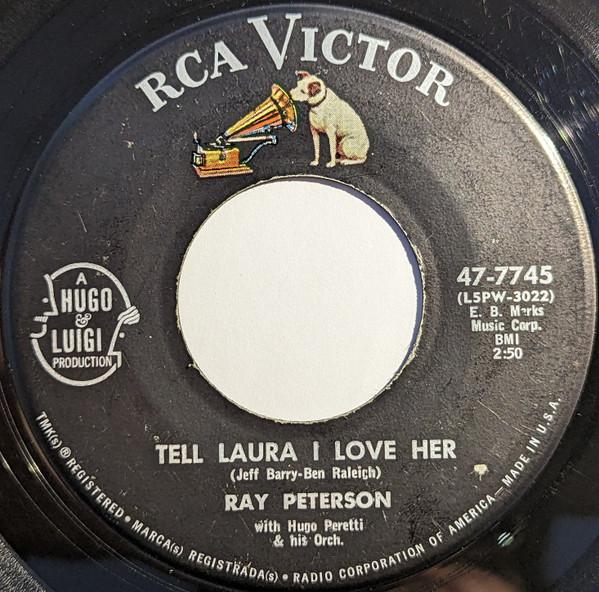 RCA VICTOR
A
HUGO
&
LUIGI
PRODUCTION
47-7745
(L5PW-3022)
E. B. Marks
Music Corp.
BMI
2:50
TELL LAURA I LOVE HER
(Jeff Barry-Ben Raleigh)
RAY PETERSON
with Hugo Peretti
& his Orch.
TMK(s) ® REGISTERED • MARCA(s) REGISTRADA(s) • RADIO CORPORATION OF AMERICA—MADE IN U.S.A.